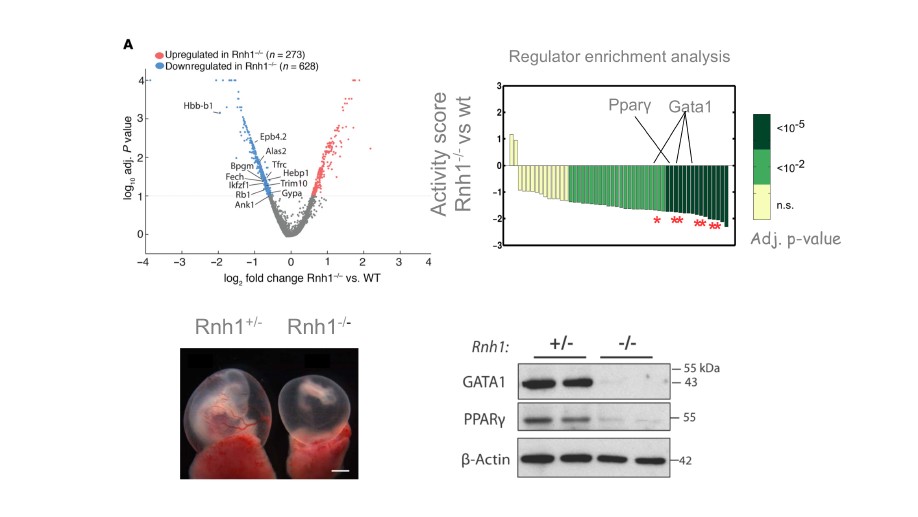 A
Upregulated in Rnh1-/- (n = 273)
Downregulated in Rnh1-/- (n = 628)
log10 adj. P value
4
3
2
1
0
Hbb-b1
Epb4.2
Alas2
Bpgm
Tfrc
Fech
Hebp1
Ikfzf1
Trim10
Rb1
Gypa
Ank1
−4 −3 −2 −1 0 1 2 3 4
log2 fold change Rnh1-/- vs. WT
Regulator enrichment analysis
Activity score
Rnh1-/- vs wt
3
2
1
0
-1
-2
-3
Pparγ Gata1
* ** ** **
<10-5
<10-2
n.s.
Adj. p-value
Rnh1+/- Rnh1-/-
Rnh1: +/- -/-
55 kDa
GATA1 43
PPARγ 55
β-Actin 42